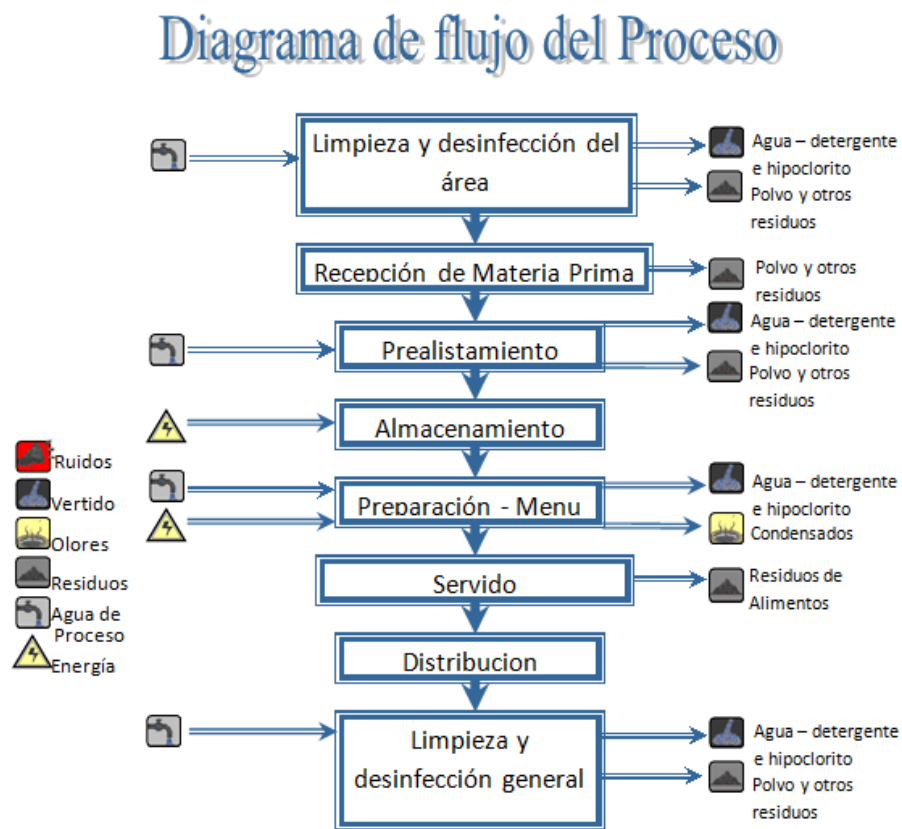 Diagrama de flujo del Proceso
Limpieza y desinfección del
área
Agua – detergente
e hipoclorito
Polvo y otros
residuos
Recepción de Materia Prima
Polvo y otros
residuos
Prealistamiento
Agua – detergente
e hipoclorito
Polvo y otros
residuos
Almacenamiento
Preparación - Menu
Agua – detergente
e hipoclorito
Condensados
Servido
Residuos de
Alimentos
Distribucion
Limpieza y
desinfección general
Agua – detergente
e hipoclorito
Polvo y otros
residuos
Ruidos
Vertido
Olores
Residuos
Agua de
Proceso
Energía